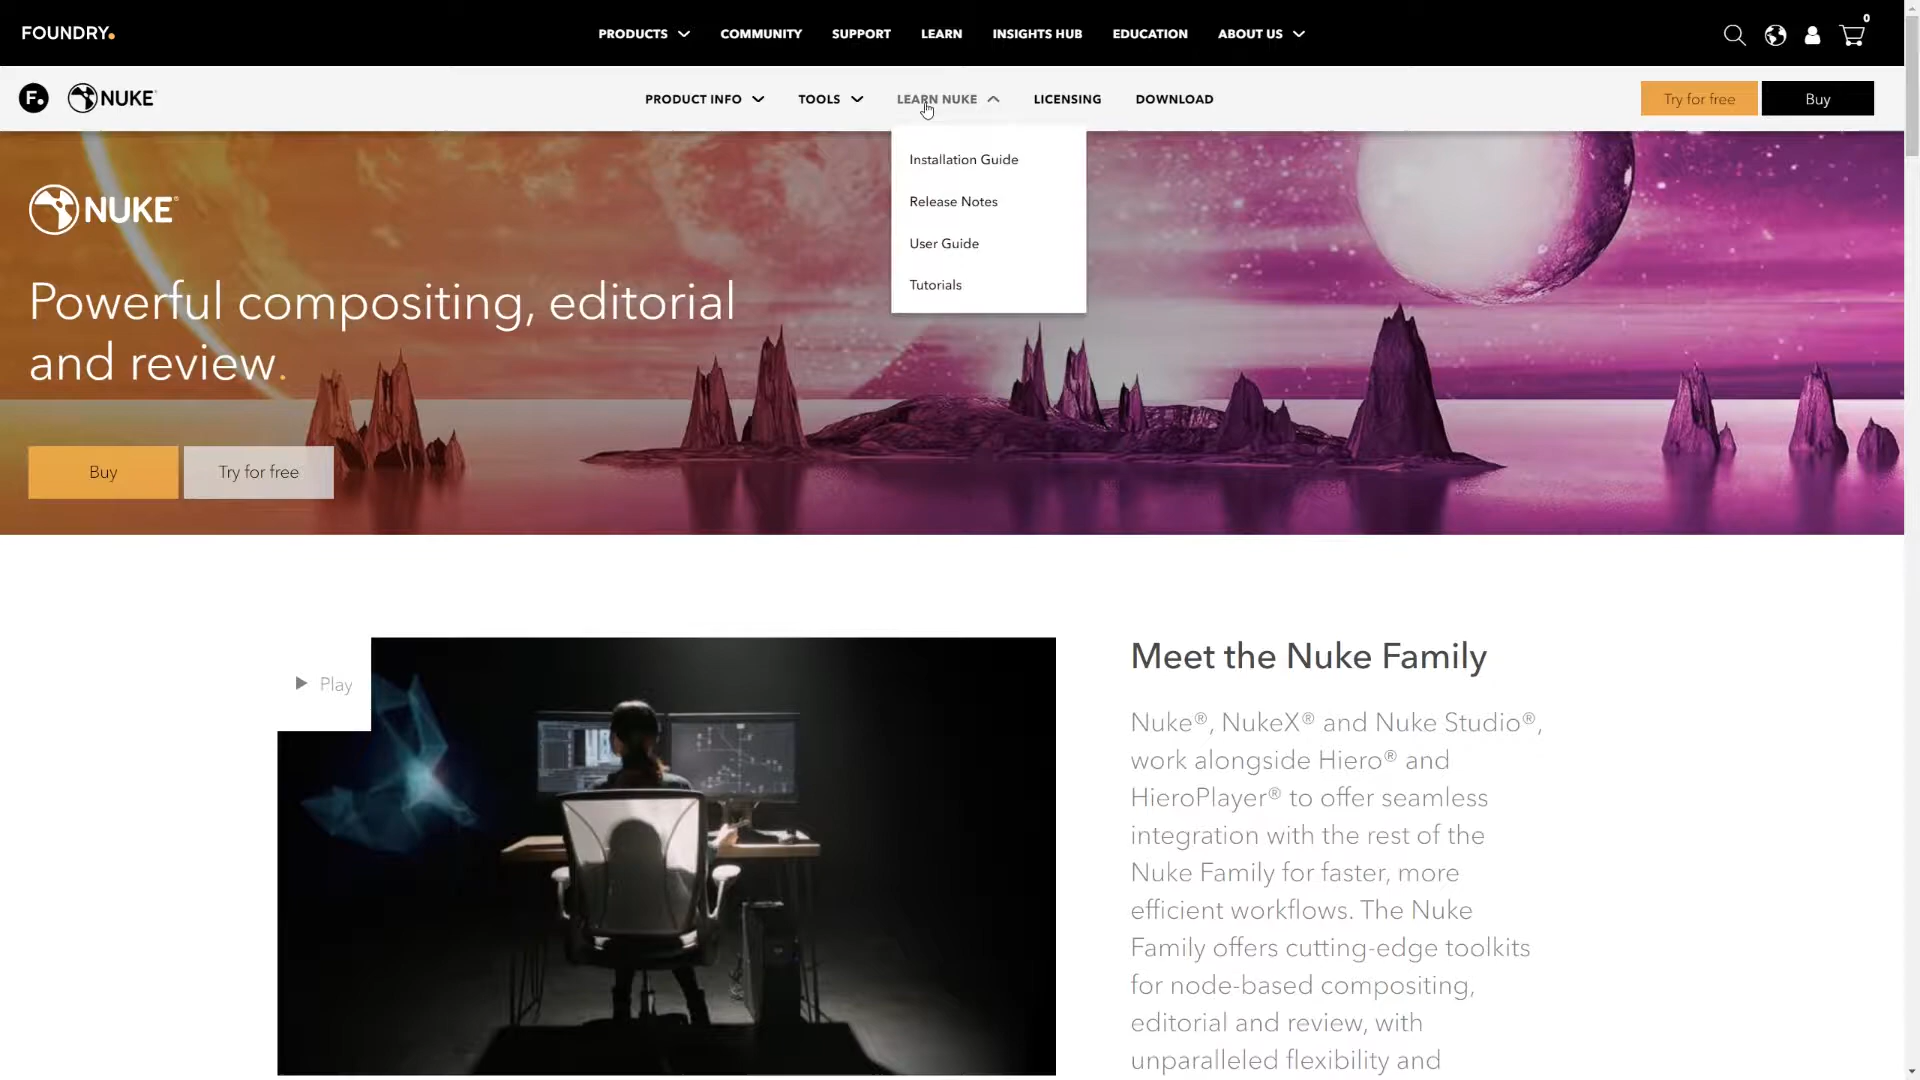 FOUNDRY.
PRODUCTS
COMMUNITY
SUPPORT
LEARN
INSIGHTS HUB
EDUCATION
ABOUT US
0
F.
NUKE
PRODUCT INFO
TOOLS
LEARN NUKE
LICENSING
DOWNLOAD
Try for free
Buy
Installation Guide
Release Notes
User Guide
Tutorials
NUKE
Powerful compositing, editorial
and review.
Buy
Try for free
Play
Meet the Nuke Family
Nuke®, NukeX® and Nuke Studio®,
work alongside Hiero® and
HieroPlayer® to offer seamless
integration with the rest of the
Nuke Family for faster, more
efficient workflows. The Nuke
Family offers cutting-edge toolkits
for node-based compositing,
editorial and review, with
unparalleled flexibility and